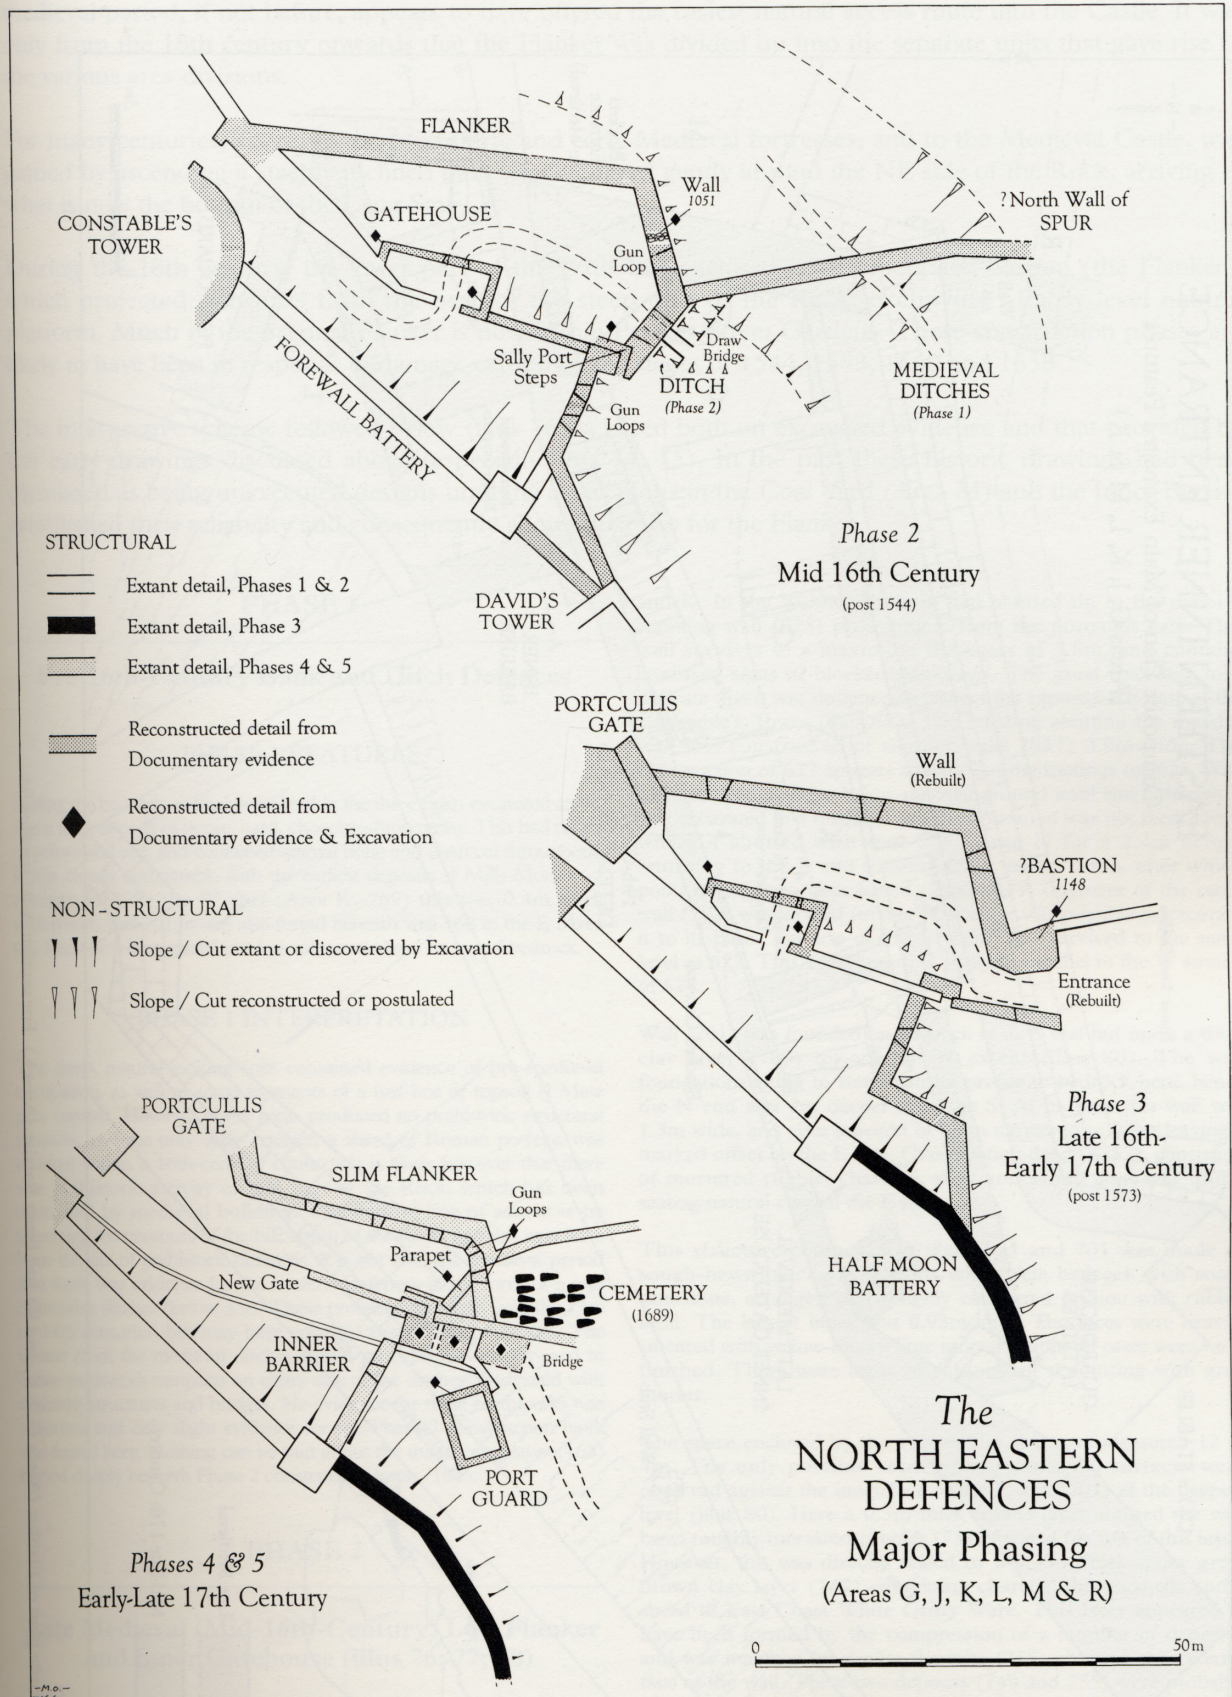 FLANKER
CONSTABLE'S
TOWER
GATEHOUSE
Wall
1051
Gun
Loop
?North Wall of
SPUR
Sally Port
Steps
Draw
Bridge
DITCH
(Phase 2)
Gun
Loops
MEDIEVAL
DITCHES
(Phase 1)
FOREWALL BATTERY
DAVID'S
TOWER
Phase 2
Mid 16th Century
(post 1544)
STRUCTURAL
Extant detail, Phases 1 & 2
Extant detail, Phase 3
Extant detail, Phases 4 & 5
Reconstructed detail from
Documentary evidence
Reconstructed detail from
Documentary evidence & Excavation
NON-STRUCTURAL
Slope / Cut extant or discovered by Excavation
Slope / Cut reconstructed or postulated
PORTCULLIS
GATE
Wall
(Rebuilt)
?BASTION
1148
Entrance
(Rebuilt)
Phase 3
Late 16th-
Early 17th Century
(post 1573)
HALF MOON
BATTERY
PORTCULLIS
GATE
SLIM FLANKER
Gun
Loops
Parapet
New Gate
CEMETERY
(1689)
INNER
BARRIER
Bridge
PORT
GUARD
Phases 4 & 5
Early-Late 17th Century
The
NORTH EASTERN
DEFENCES
Major Phasing
(Areas G, J, K, L, M & R)
0 50m
-M.O.-